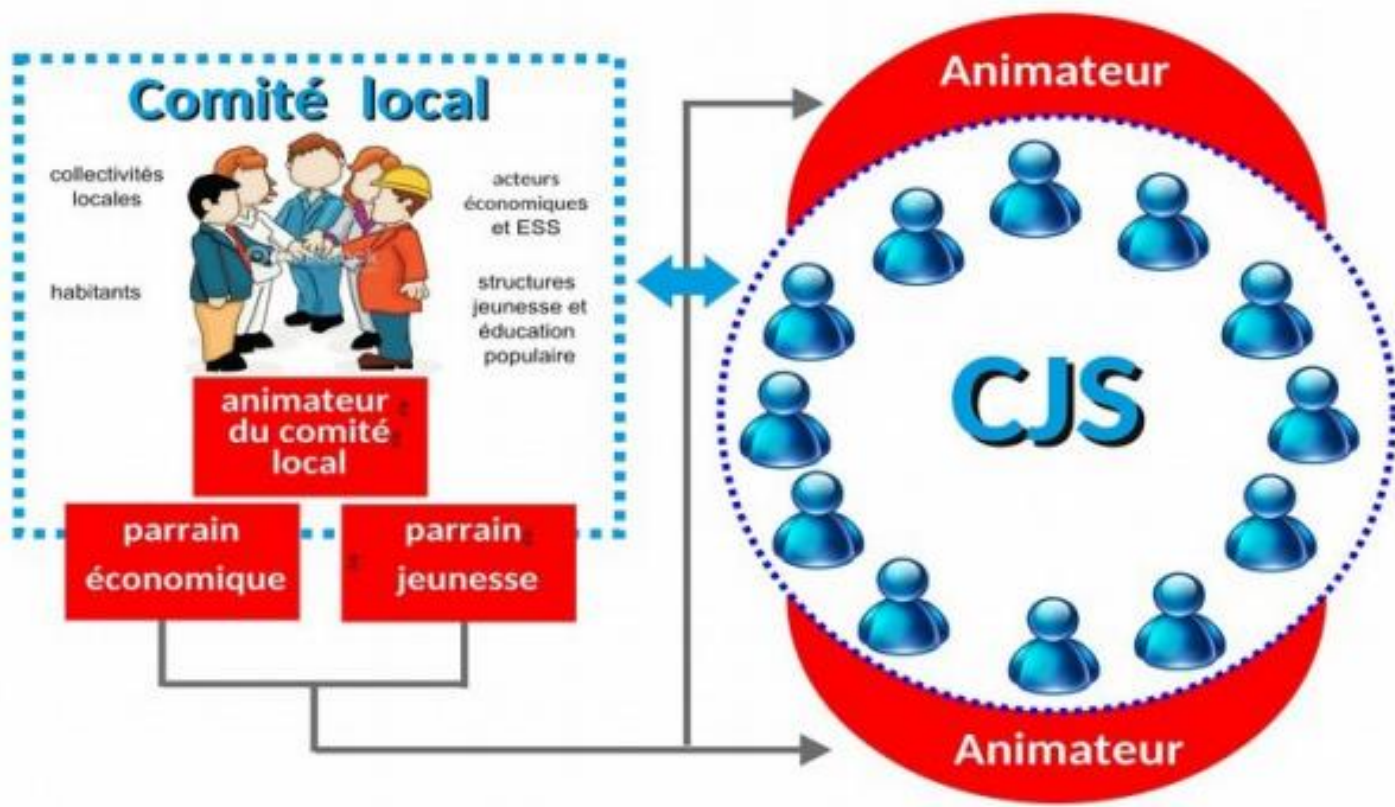 Comité local
collectivités
locales
habitants
acteurs
économiques
et ESS
structures
jeunesse et
éducation
populaire
animateur
du comité
local
parrain
économique
parrain
jeunesse
Animateur
CJS
Animateur